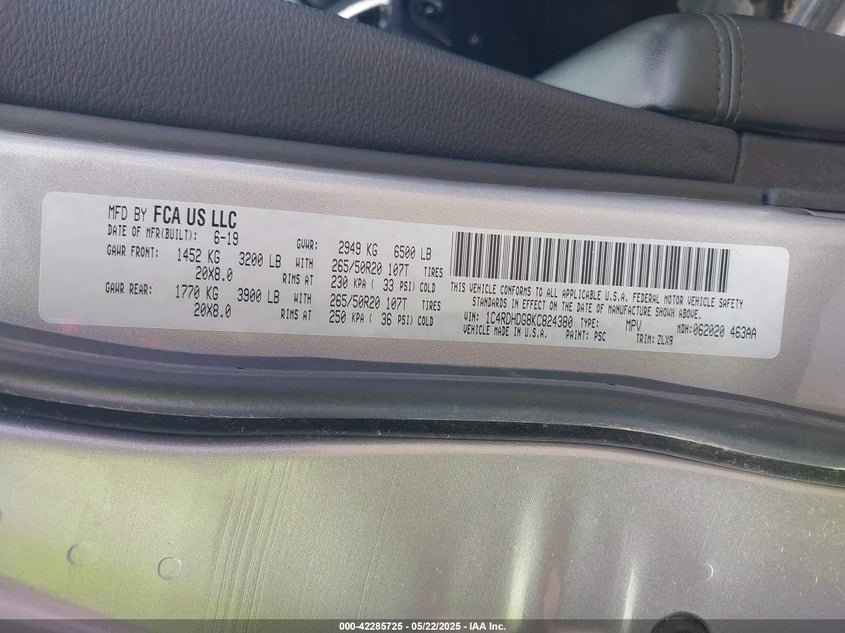 MFD BY FCA US LLC
DATE OF MFR(BUILT): 6-19 GVWR: 2949 KG 6500 LB
GAWR FRONT: 1452 KG 3200 LB WITH 265/50R20 107T TIRES
20X8.0 RIMS AT 230 KPA ( 33 PSI) COLD
GAWR REAR: 1770 KG 3900 LB WITH 265/50R20 107T TIRES
20X8.0 RIMS AT 250 KPA ( 36 PSI) COLD
THIS VEHICLE CONFORMS TO ALL APPLICABLE U.S.A. FEDERAL MOTOR VEHICLE SAFETY
STANDARDS IN EFFECT ON THE DATE OF MANUFACTURE SHOWN ABOVE.
VIN: 1C4RDHDG8KC824380 TYPE: MPV MDH: 062020 463AA
VEHICLE MADE IN U.S.A. PAINT: PSC TRIM: ZLX9
000-42285725 - 05/22/2025 - IAA Inc.